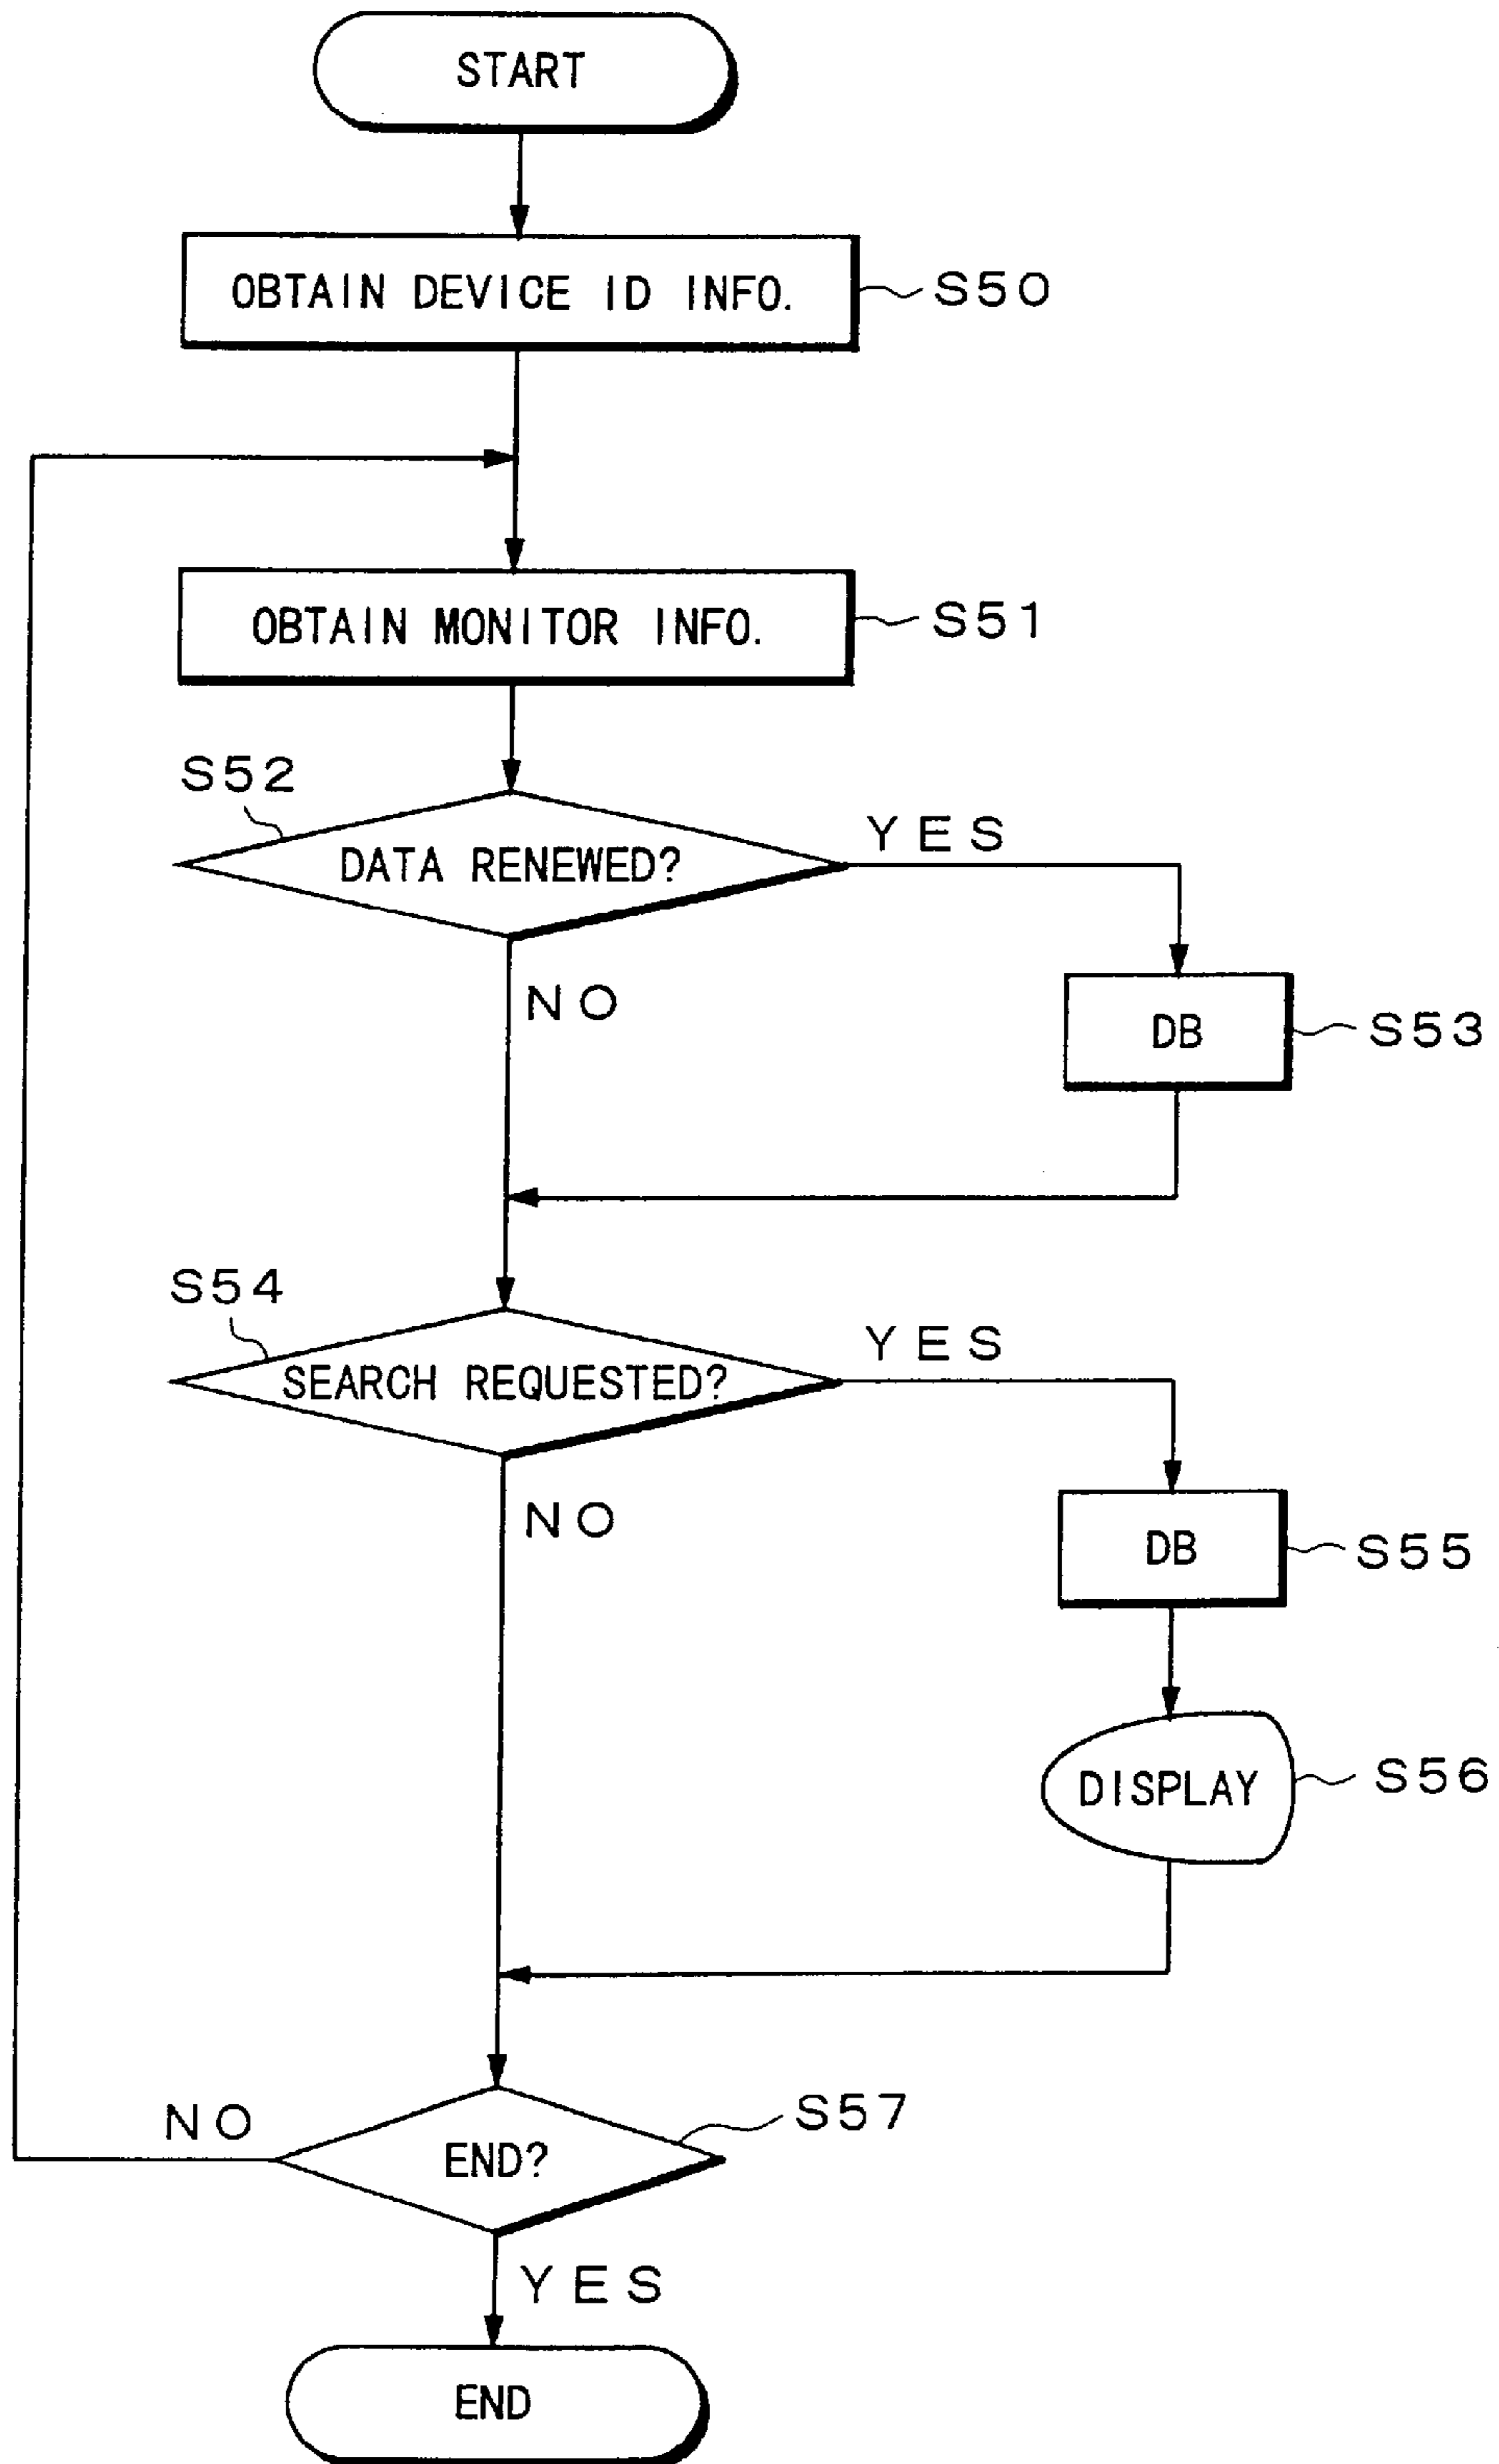 START
OBTAIN DEVICE ID INFO.
S50
OBTAIN MONITOR INFO.
S51
S52
DATA RENEWED?
YES
NO
DB
S53
S54
SEARCH REQUESTED?
YES
NO
DB
S55
DISPLAY
S56
S57
NO
END?
YES
END